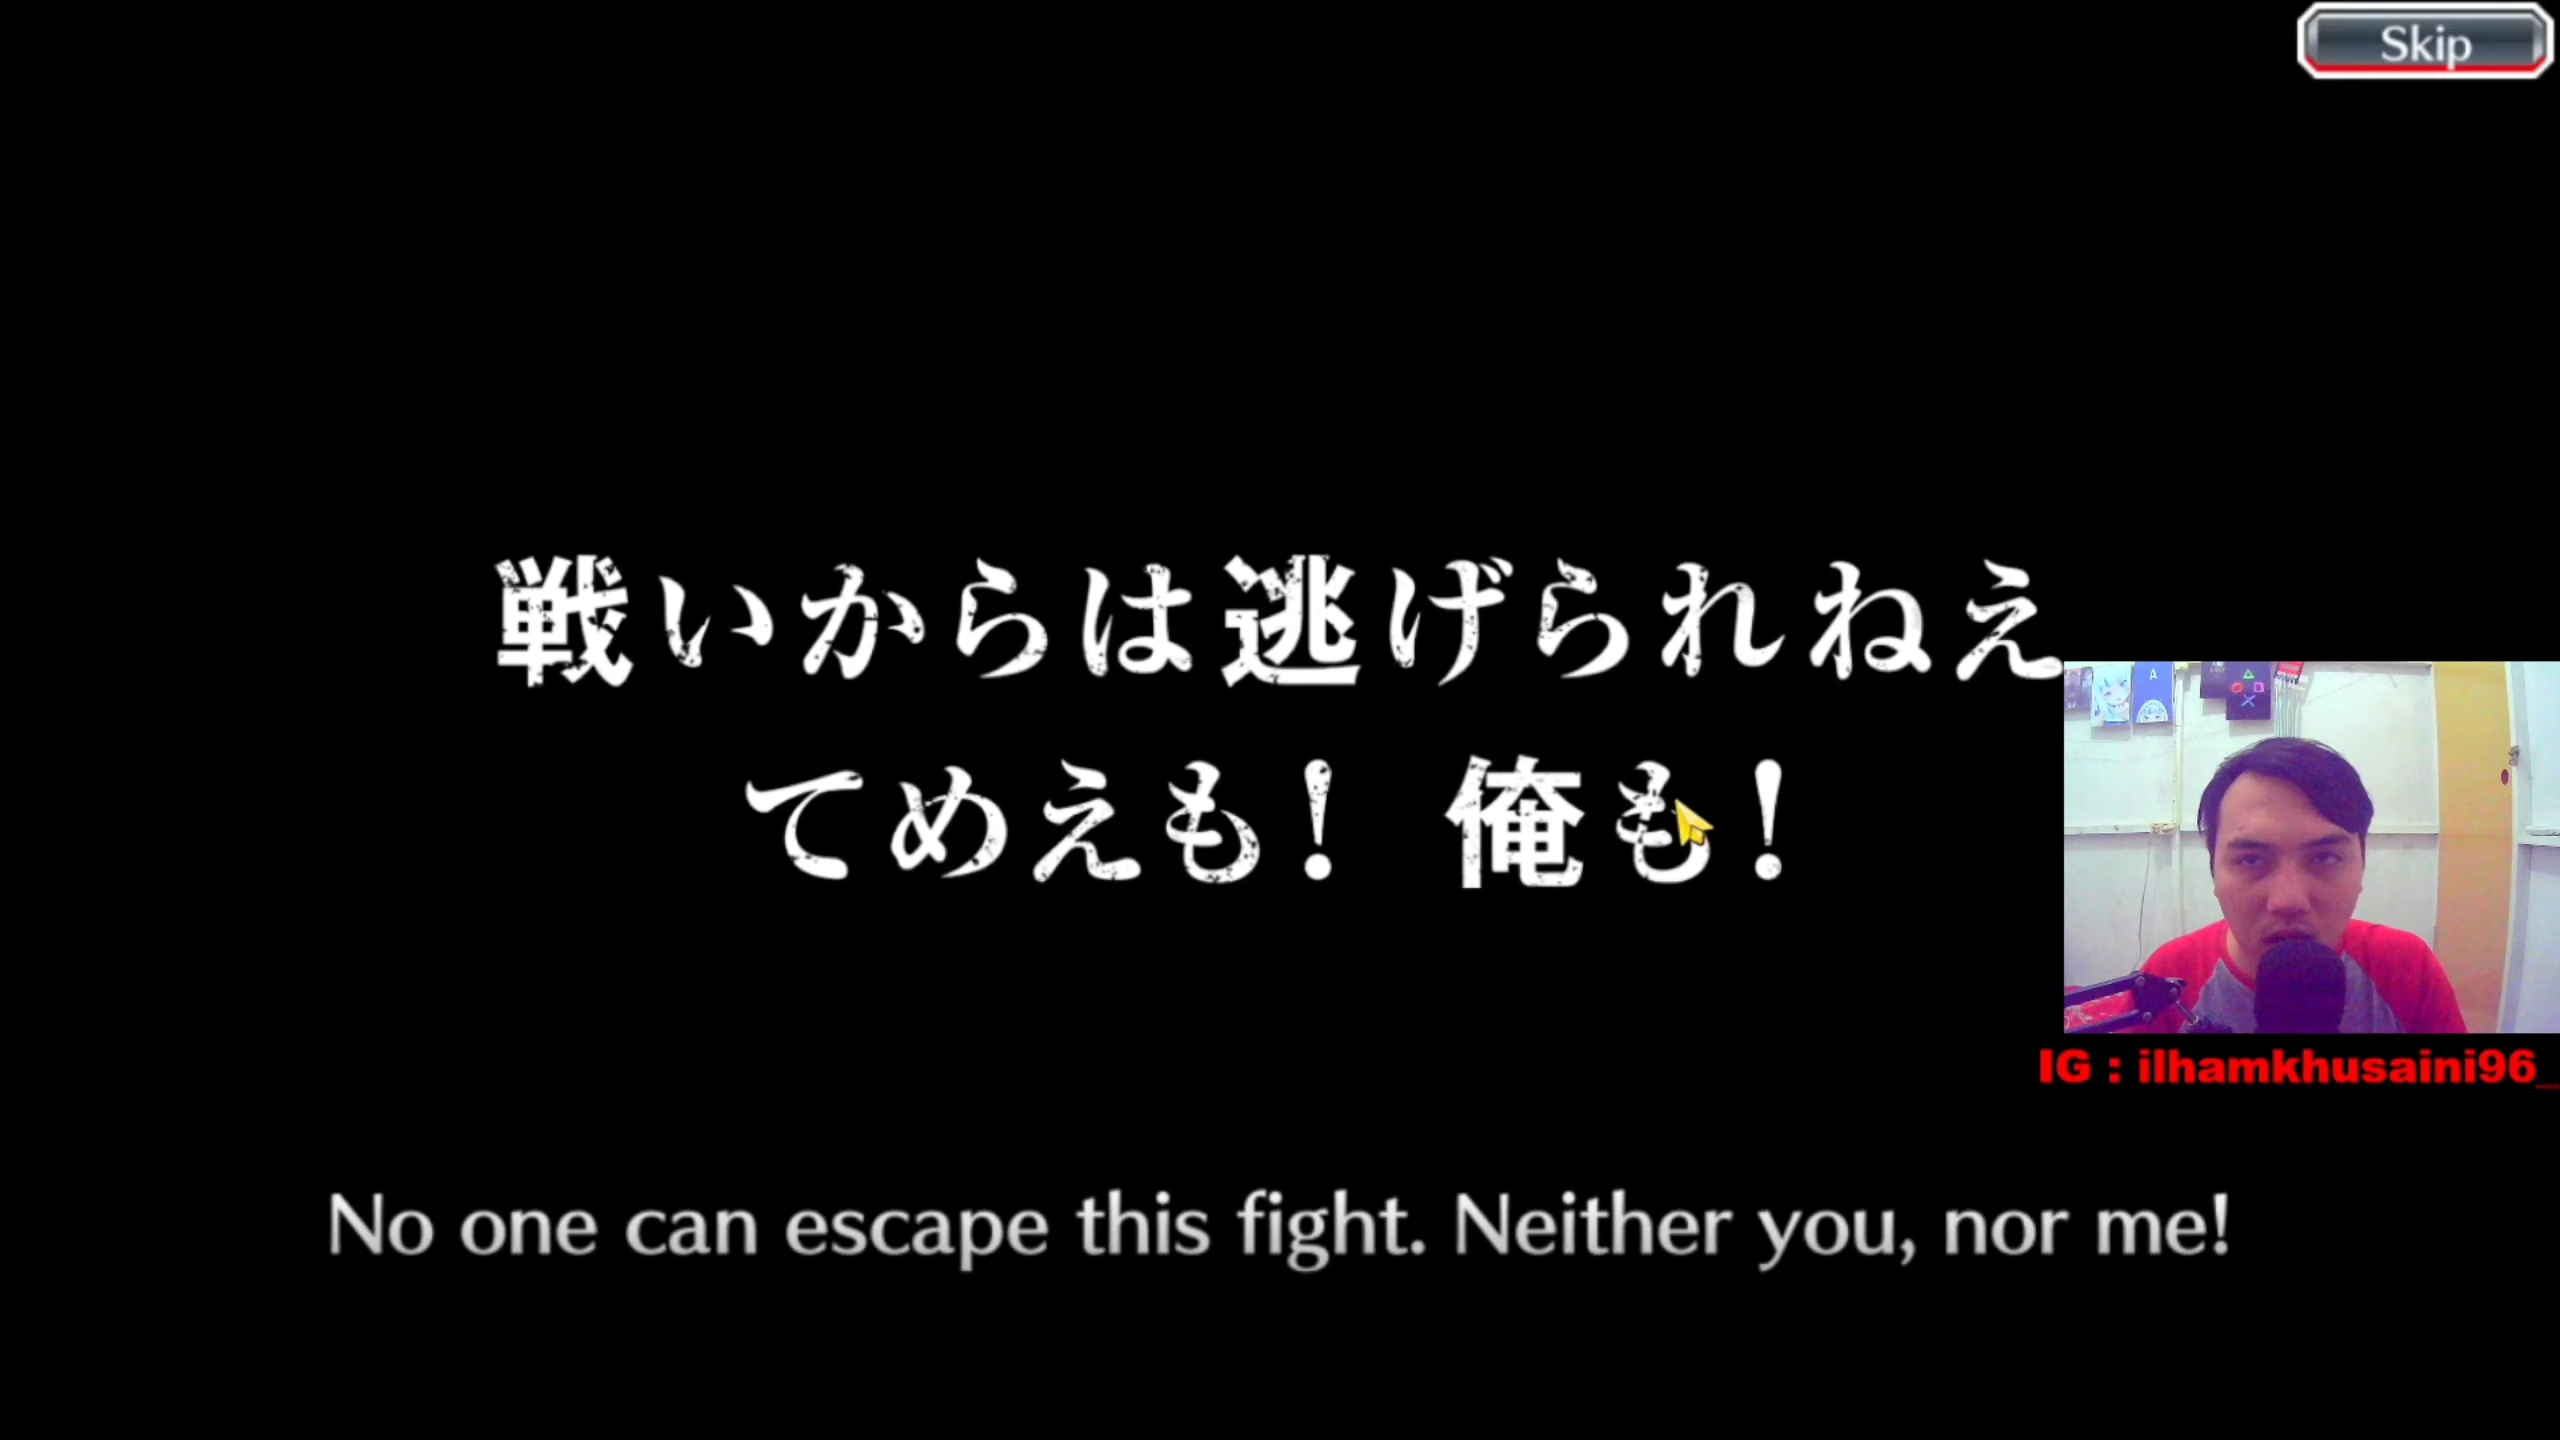 Skip
戦いからは逃げられねえ
てめえも！ 俺も！
IG : ilhamkhusaini96_
No one can escape this fight. Neither you, nor me!